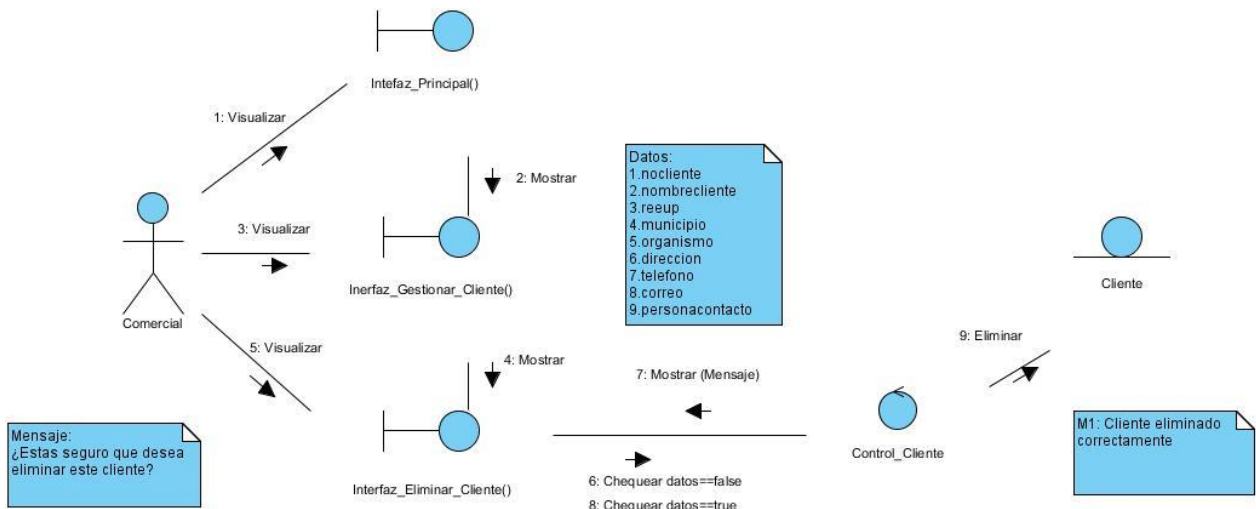 Intefaz_Principal()
1: Visualizar
2: Mostrar
Datos:
1.nocliente
2.nombrecliente
3.reeup
4.municipio
5.organismo
6.direccion
7.telefono
8.correo
9.personacontacto
3: Visualizar
Inerfaz_Gestionar_Cliente()
Cliente
Comercial
5: Visualizar
4: Mostrar
7: Mostrar (Mensaje)
9: Eliminar
Mensaje:
¿Estas seguro que desea
eliminar este cliente?
Interfaz_Eliminar_Cliente()
6: Chequear datos==false
8: Chequear datos==true
Control_Cliente
M1: Cliente eliminado
correctamente